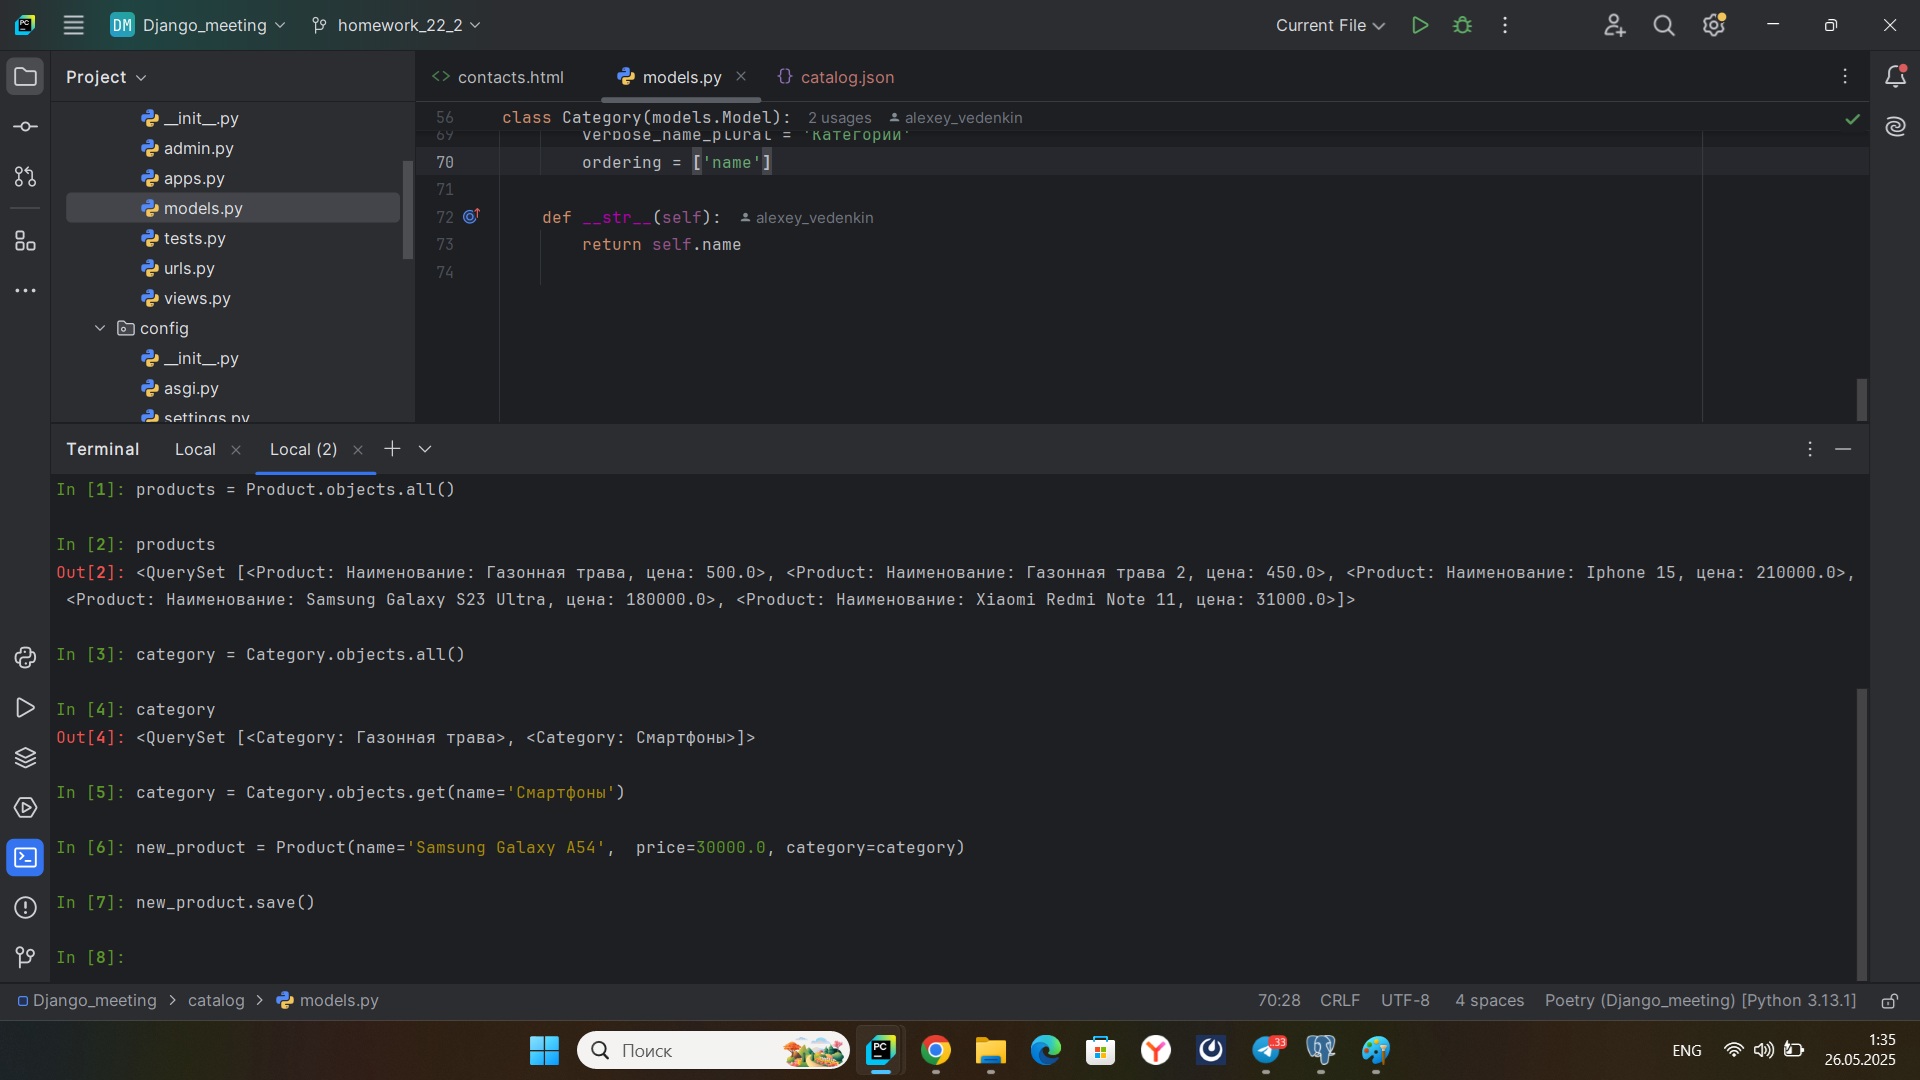 DM Django_meeting homework_22_2 Current File
Project
contacts.html models.py catalog.json
__init__.py
admin.py
apps.py
models.py
tests.py
urls.py
views.py
config
__init__.py
asgi.py
settings.py
56 class Category(models.Model): 2 usages alexey_vedenkin
69 verbose_name_plural = 'Категории'
70 ordering = ['name']
71
72 def __str__(self): alexey_vedenkin
73 return self.name
74
Terminal Local Local (2)
In [1]: products = Product.objects.all()
In [2]: products
Out[2]: <QuerySet [<Product: Наименование: Газонная трава, цена: 500.0>, <Product: Наименование: Газонная трава 2, цена: 450.0>, <Product: Наименование: Iphone 15, цена: 210000.0>,
<Product: Наименование: Samsung Galaxy S23 Ultra, цена: 180000.0>, <Product: Наименование: Xiaomi Redmi Note 11, цена: 31000.0>]>
In [3]: category = Category.objects.all()
In [4]: category
Out[4]: <QuerySet [<Category: Газонная трава>, <Category: Смартфоны>]>
In [5]: category = Category.objects.get(name='Смартфоны')
In [6]: new_product = Product(name='Samsung Galaxy A54',  price=30000.0, category=category)
In [7]: new_product.save()
In [8]:
Django_meeting > catalog > models.py 70:28 CRLF UTF-8 4 spaces Poetry (Django_meeting) [Python 3.13.1]
Поиск
PC
33
ENG
1:35
26.05.2025